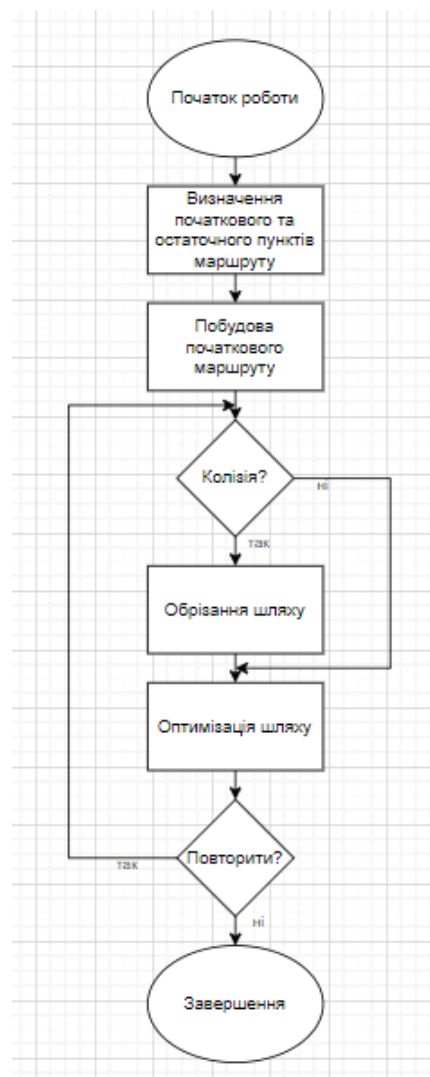 Початок роботи
Визначення
початкового та
остаточного пунктів
маршруту
Побудова
початкового
маршруту
Колізія?
ні
так
Обрізання шляху
Оптимізація шляху
Повторити?
так
ні
Завершення